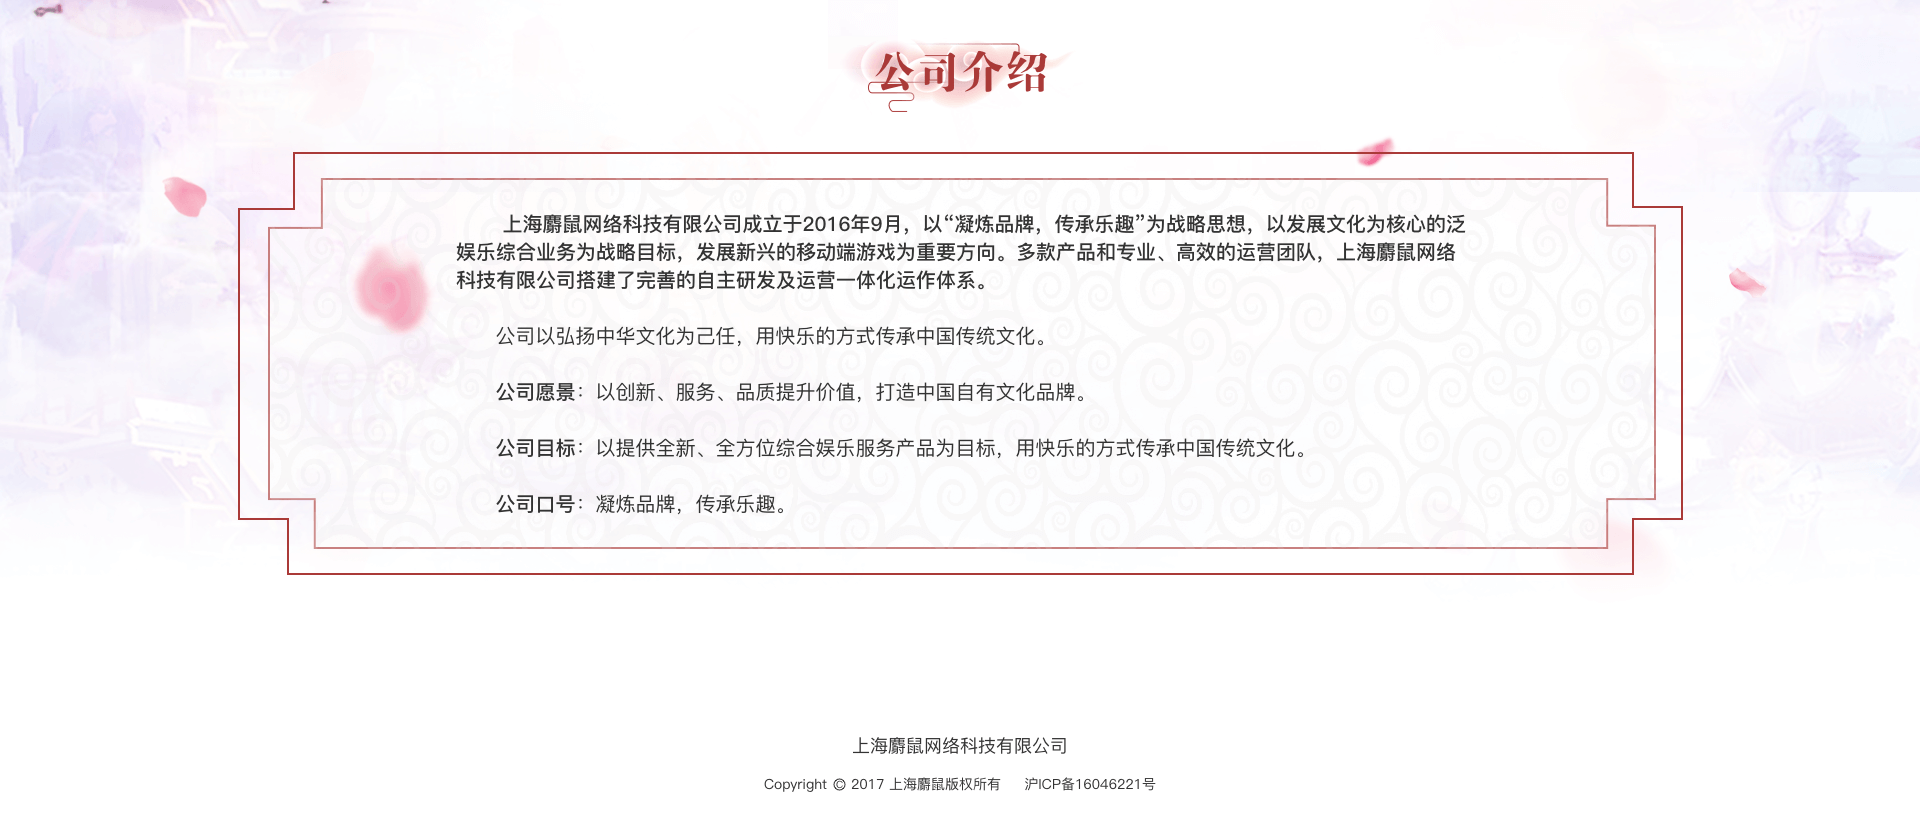 公司介绍
上海麝鼠网络科技有限公司成立于2016年9月，以“凝炼品牌，传承乐趣”为战略思想，以发展文化为核心的泛
娱乐综合业务为战略目标，发展新兴的移动端游戏为重要方向。多款产品和专业、高效的运营团队，上海麝鼠网络
科技有限公司搭建了完善的自主研发及运营一体化运作体系。
公司以弘扬中华文化为己任，用快乐的方式传承中国传统文化。
公司愿景：以创新、服务、品质提升价值，打造中国自有文化品牌。
公司目标：以提供全新、全方位综合娱乐服务产品为目标，用快乐的方式传承中国传统文化。
公司口号：凝炼品牌，传承乐趣。
上海麝鼠网络科技有限公司
Copyright © 2017 上海麝鼠版权所有 沪ICP备16046221号